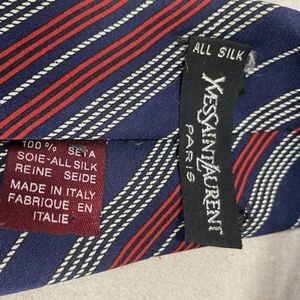 ALL SILK
YVESSAINTLAURENT
PARIS
100% SETA
SOIE-ALL SILK
REINE SEIDE
MADE IN ITALY
FABRIQUE EN
ITALIE